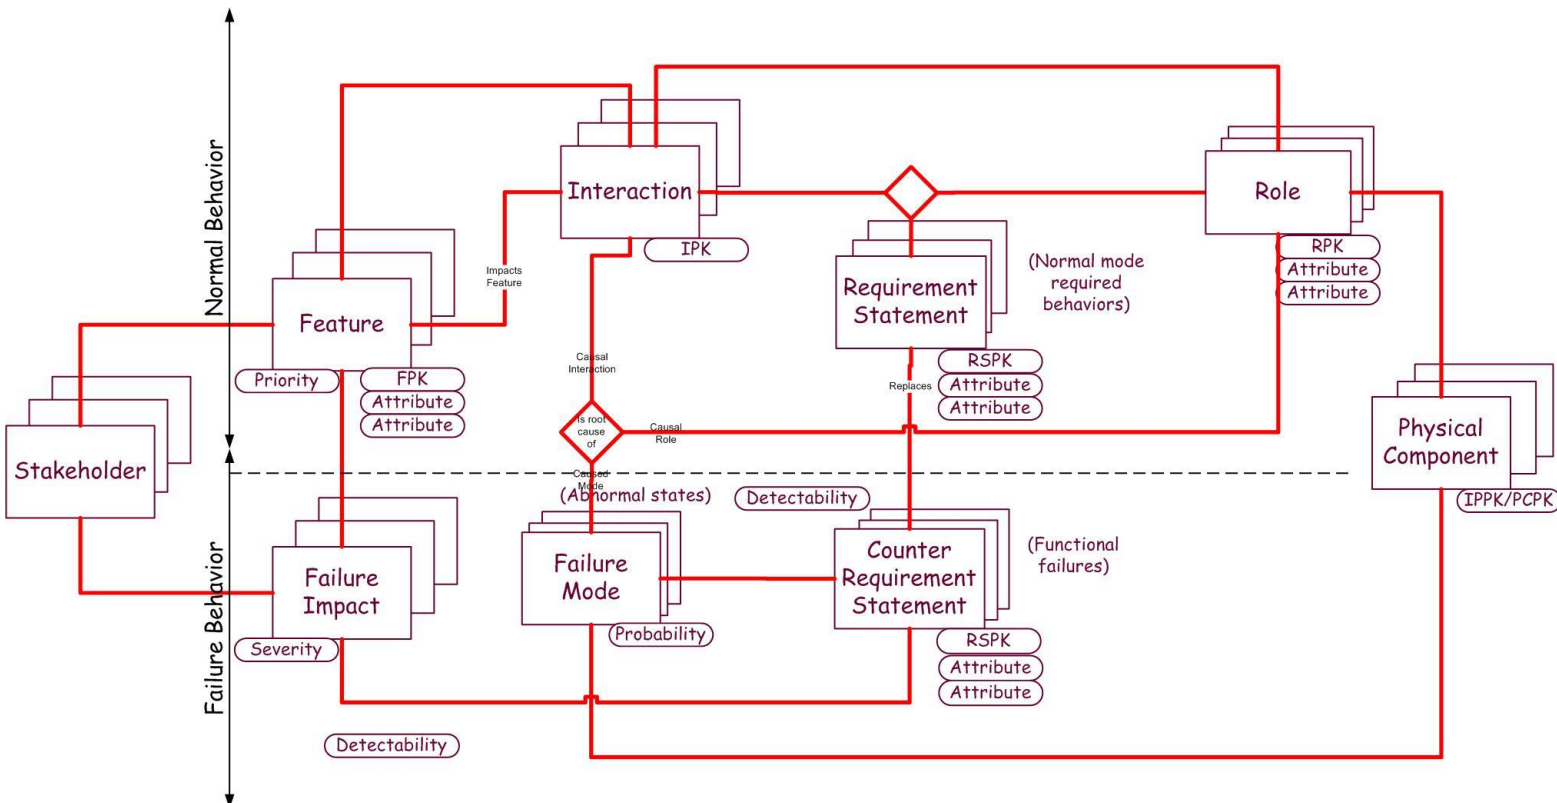 Normal Behavior
Interaction
IPK
Role
RPK
Attribute
Attribute
Impacts
Feature
Requirement
Statement
(Normal mode
required
behaviors)
RSPK
Attribute
Attribute
Feature
Priority
FPK
Attribute
Attribute
Causal
Interaction
Replaces
Is root
cause
of
Causal
Role
Caused
Mode
Stakeholder
Physical
Component
IPPK/PCPK
Failure Behavior
(Abnormal states)
Detectability
Failure
Impact
Severity
Failure
Mode
Probability
Counter
Requirement
Statement
(Functional
failures)
RSPK
Attribute
Attribute
Detectability